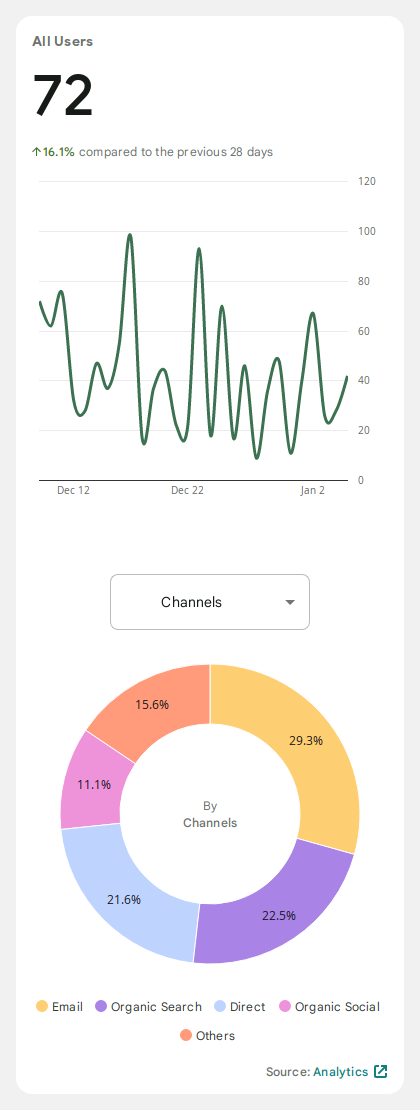 All Users
72
↑16.1% compared to the previous 28 days
120
100
80
60
40
20
0
Dec 12 Dec 22 Jan 2
Channels
15.6%
29.3%
11.1%
By
Channels
21.6%
22.5%
Email Organic Search Direct Organic Social
Others
Source: Analytics